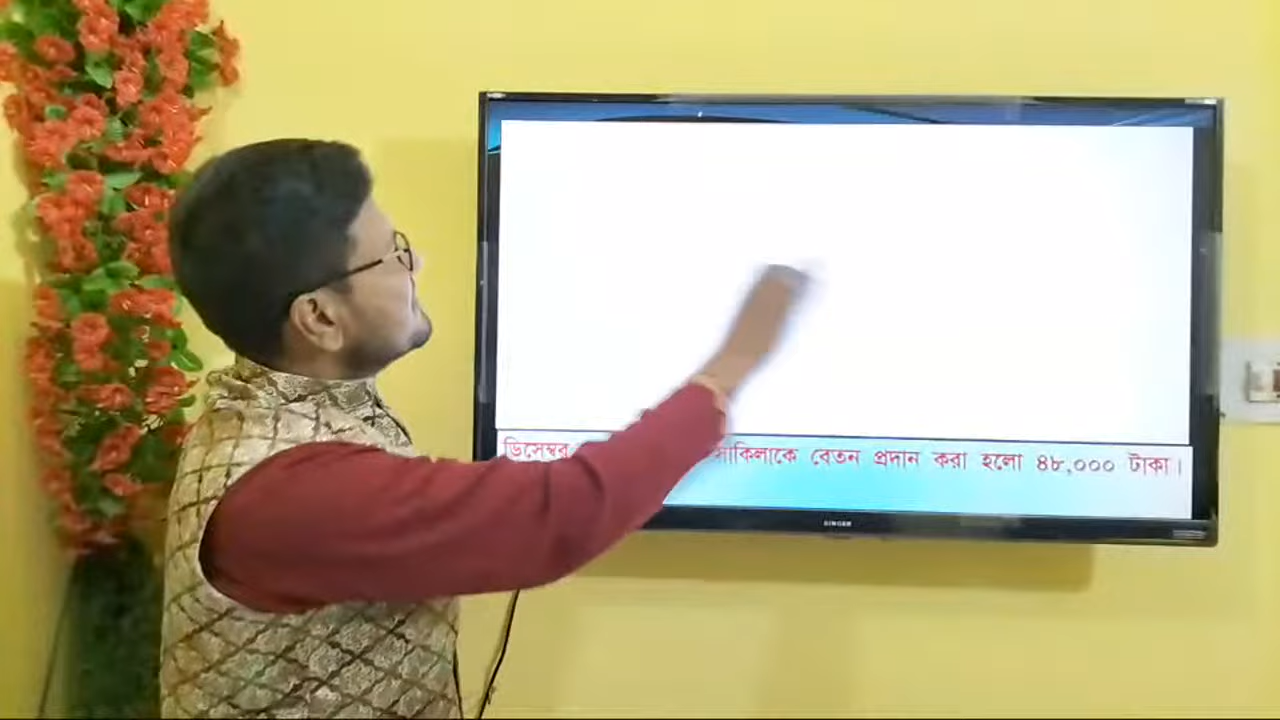 ডিসেম্বর সাকিলাকে বেতন প্রদান করা হলো ৪৮,০০০ টাকা।
SINGER